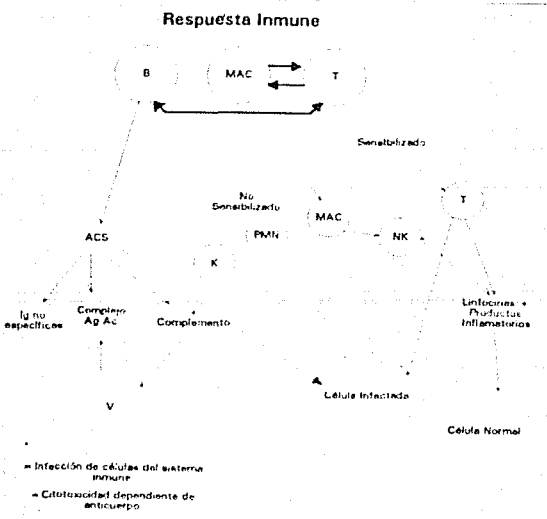 Respuesta Inmune
B
MAC
T
Sensibilizado
No
Sensibilizado
T
MAC
PMN
NK
ACS
K
Ig no
específicas
Complejo
Ag Ac
Complemento
Linfocinas +
Productos
Inflamatorios
V
A
Célula Infectada
Célula Normal
= Infección de células del sistema
inmune
= Citotoxicidad dependiente de
anticuerpo